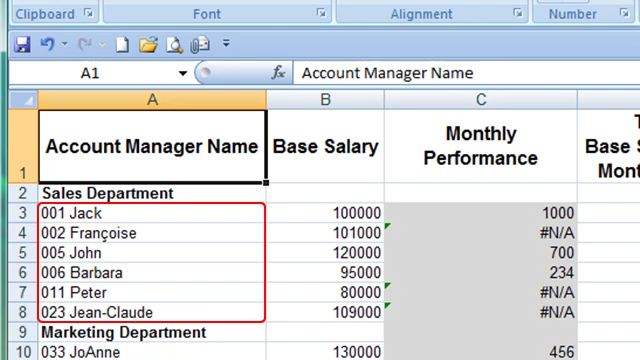 Clipboard Font Alignment Number
A1 fx Account Manager Name
A B C
1 Account Manager Name Base Salary Monthly Performance Base
2 Sales Department
3 001 Jack 100000 1000
4 002 Françoise 101000 #N/A
5 005 John 120000 700
6 006 Barbara 95000 234
7 011 Peter 80000 #N/A
8 023 Jean-Claude 109000 #N/A
9 Marketing Department
10 033 JoAnne 130000 456